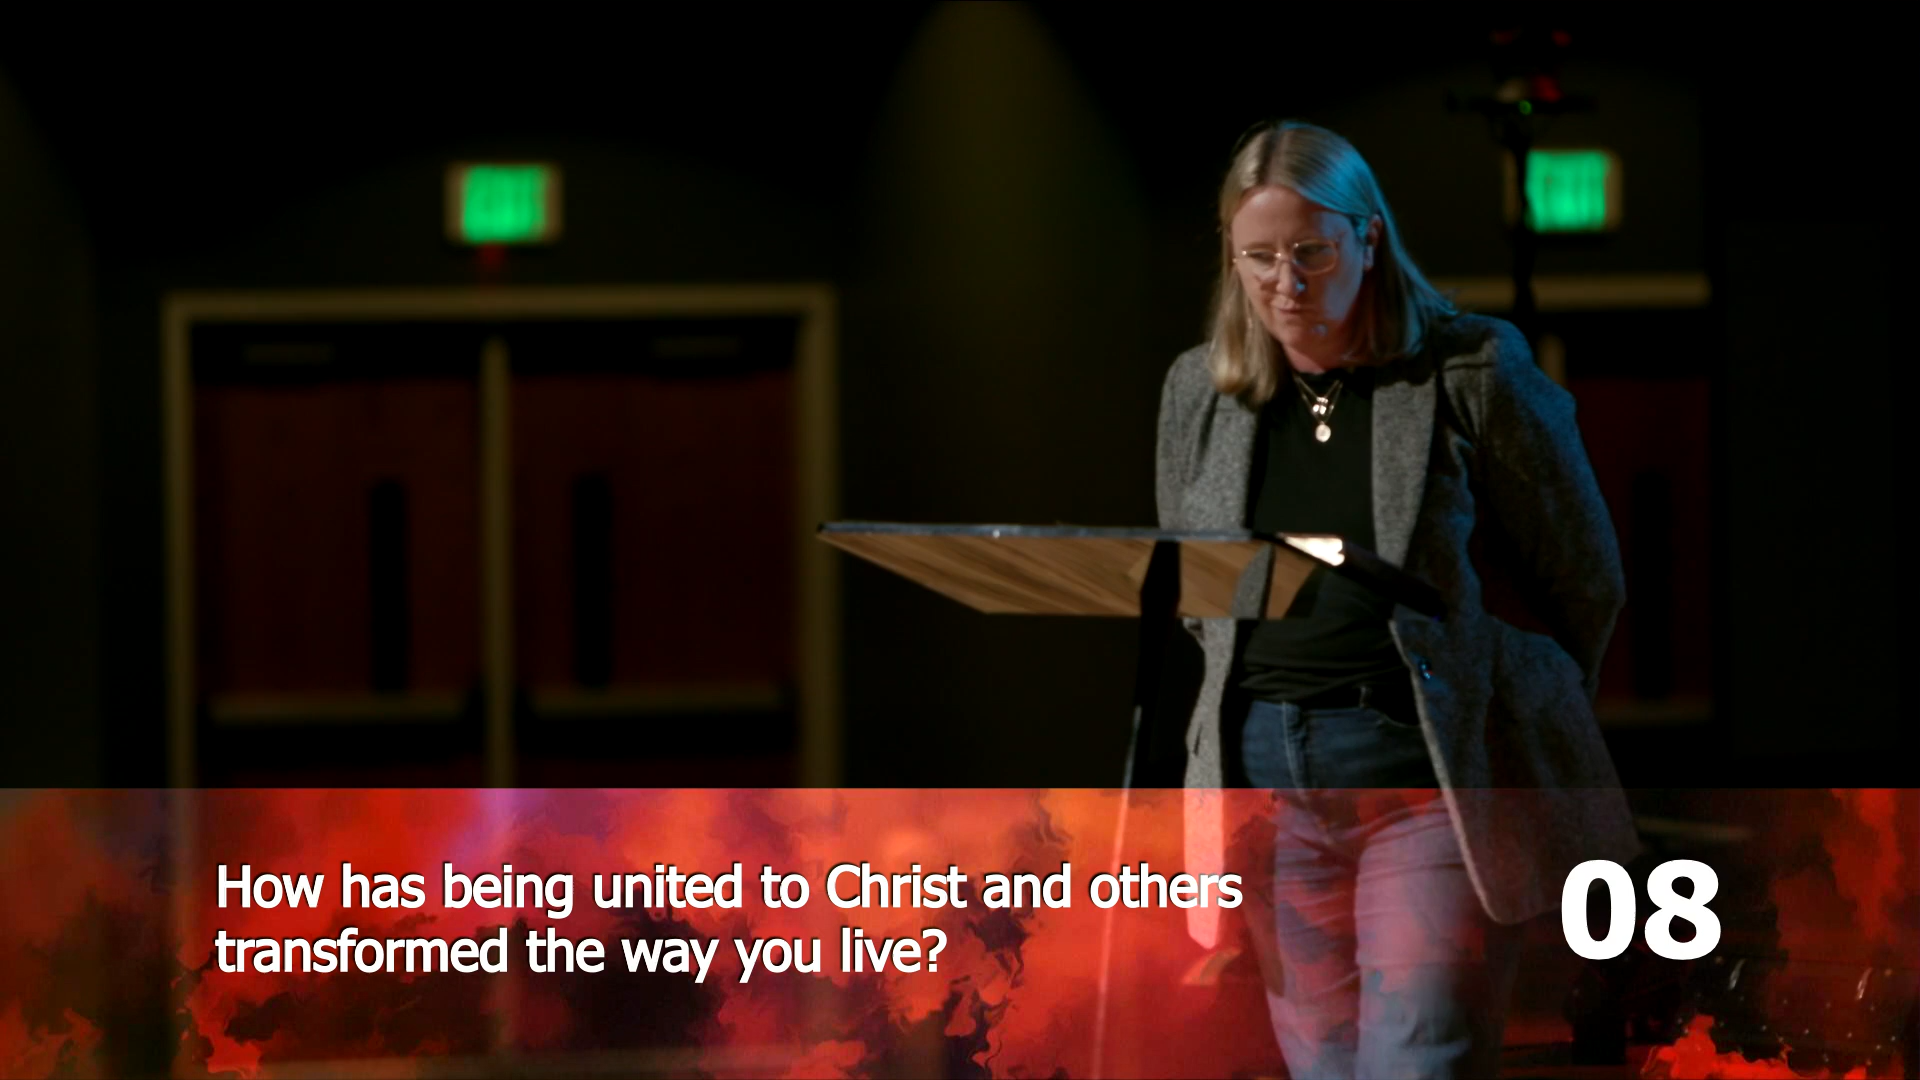 How has being united to Christ and others
transformed the way you live?
08